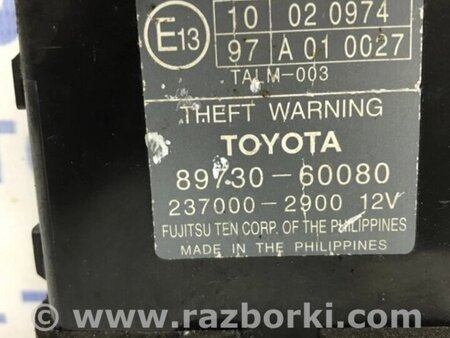 E13
10 02 0974
97 A 01 0027
TALM-003
THEFT WARNING
TOYOTA
89730-60080
237000-2900 12V
FUJITSU TEN CORP. OF THE PHILIPPINES
MADE IN THE PHILIPPINES
© www.razborki.com